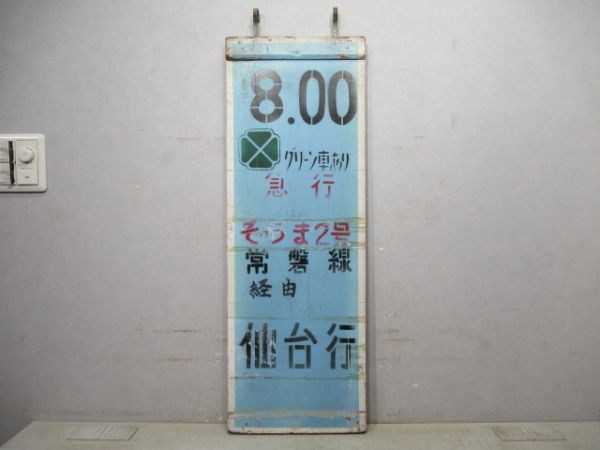 8.00
グリーン車あり
急行
そうま2号
常磐線
経由
仙台行